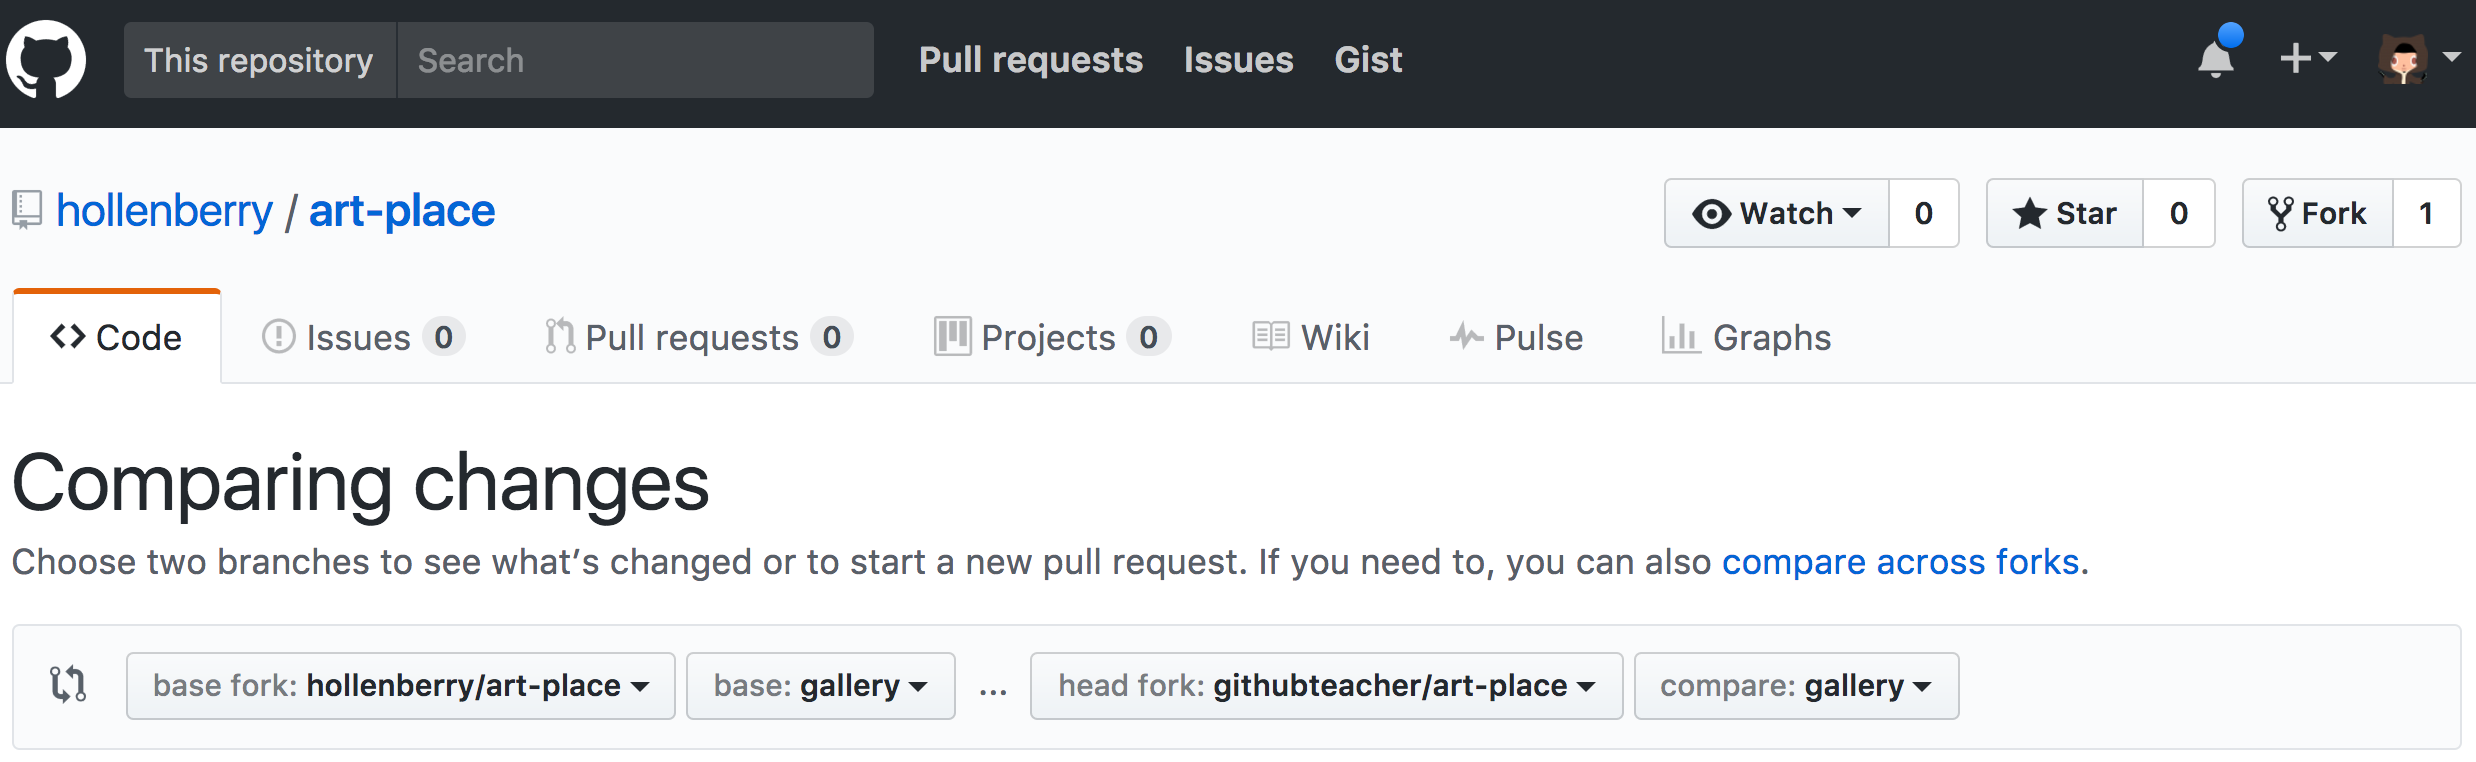 This repository Search Pull requests Issues Gist
hollenberry / art-place Watch 0 Star 0 Fork 1
Code Issues 0 Pull requests 0 Projects 0 Wiki Pulse Graphs
Comparing changes
Choose two branches to see what’s changed or to start a new pull request. If you need to, you can also compare across forks.
base fork: hollenberry/art-place base: gallery ... head fork: githubteacher/art-place compare: gallery